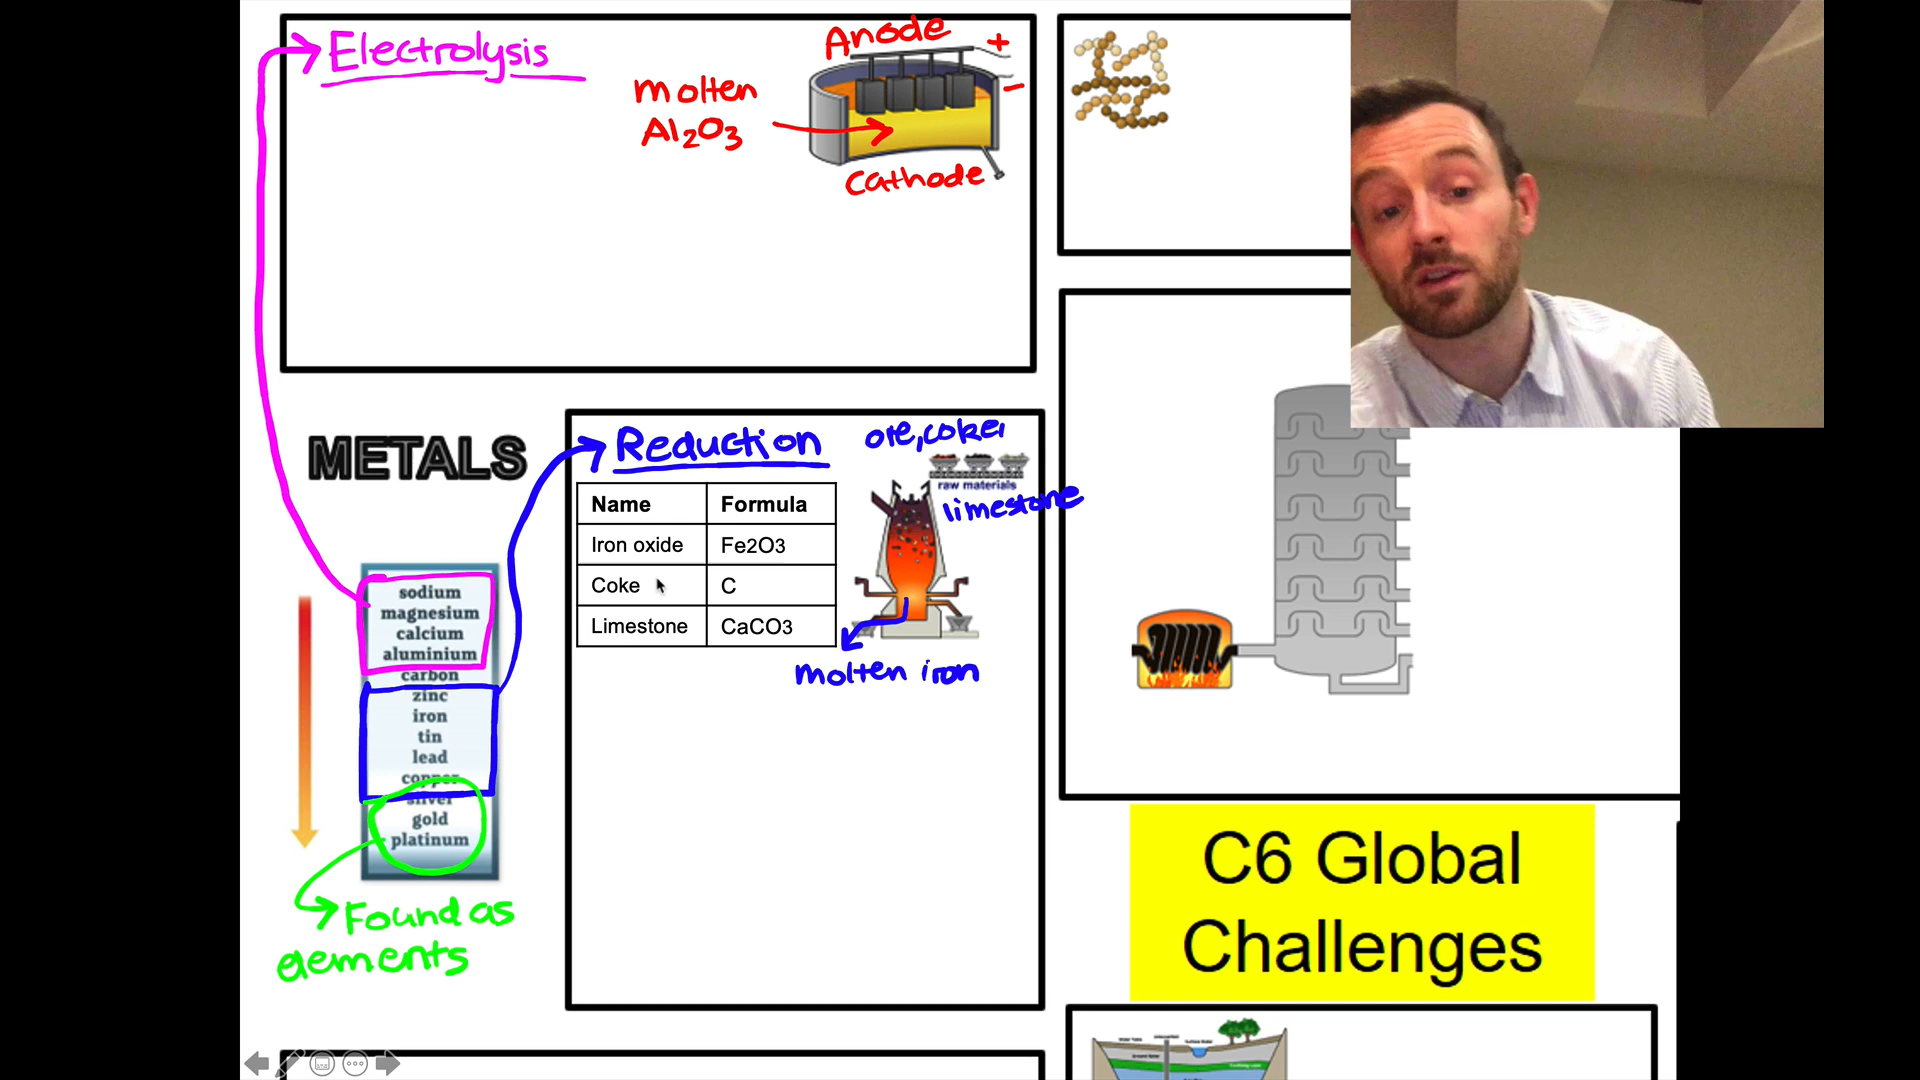 Electrolysis
Anode
+
-
Molten
Al2O3
Cathode
METALS
sodium
magnesium
calcium
aluminium
carbon
zinc
iron
tin
lead
copper
silver
gold
platinum
Found as
elements
Reduction
ore, coke,
raw materials
limestone
Name Formula
Iron oxide Fe2O3
Coke C
Limestone CaCO3
molten iron
C6 Global
Challenges